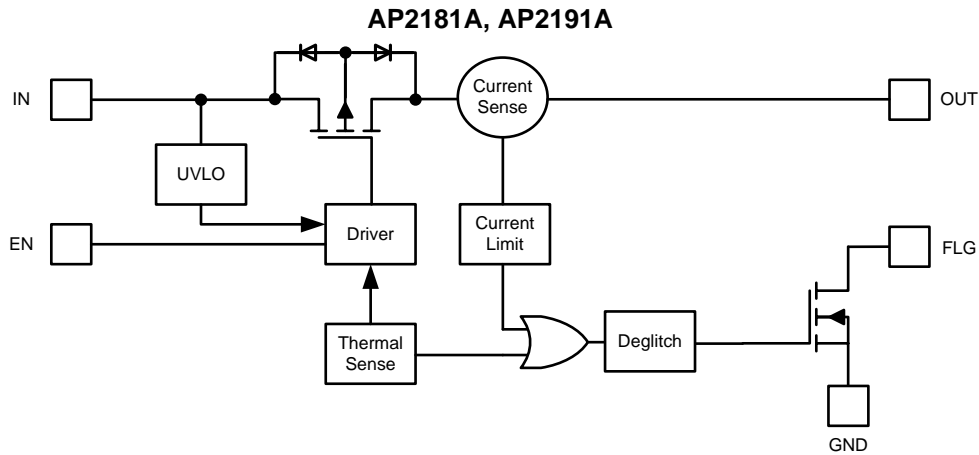 AP2181A, AP2191A
IN
Current
Sense
OUT
UVLO
EN
Driver
Current
Limit
FLG
Thermal
Sense
Deglitch
GND